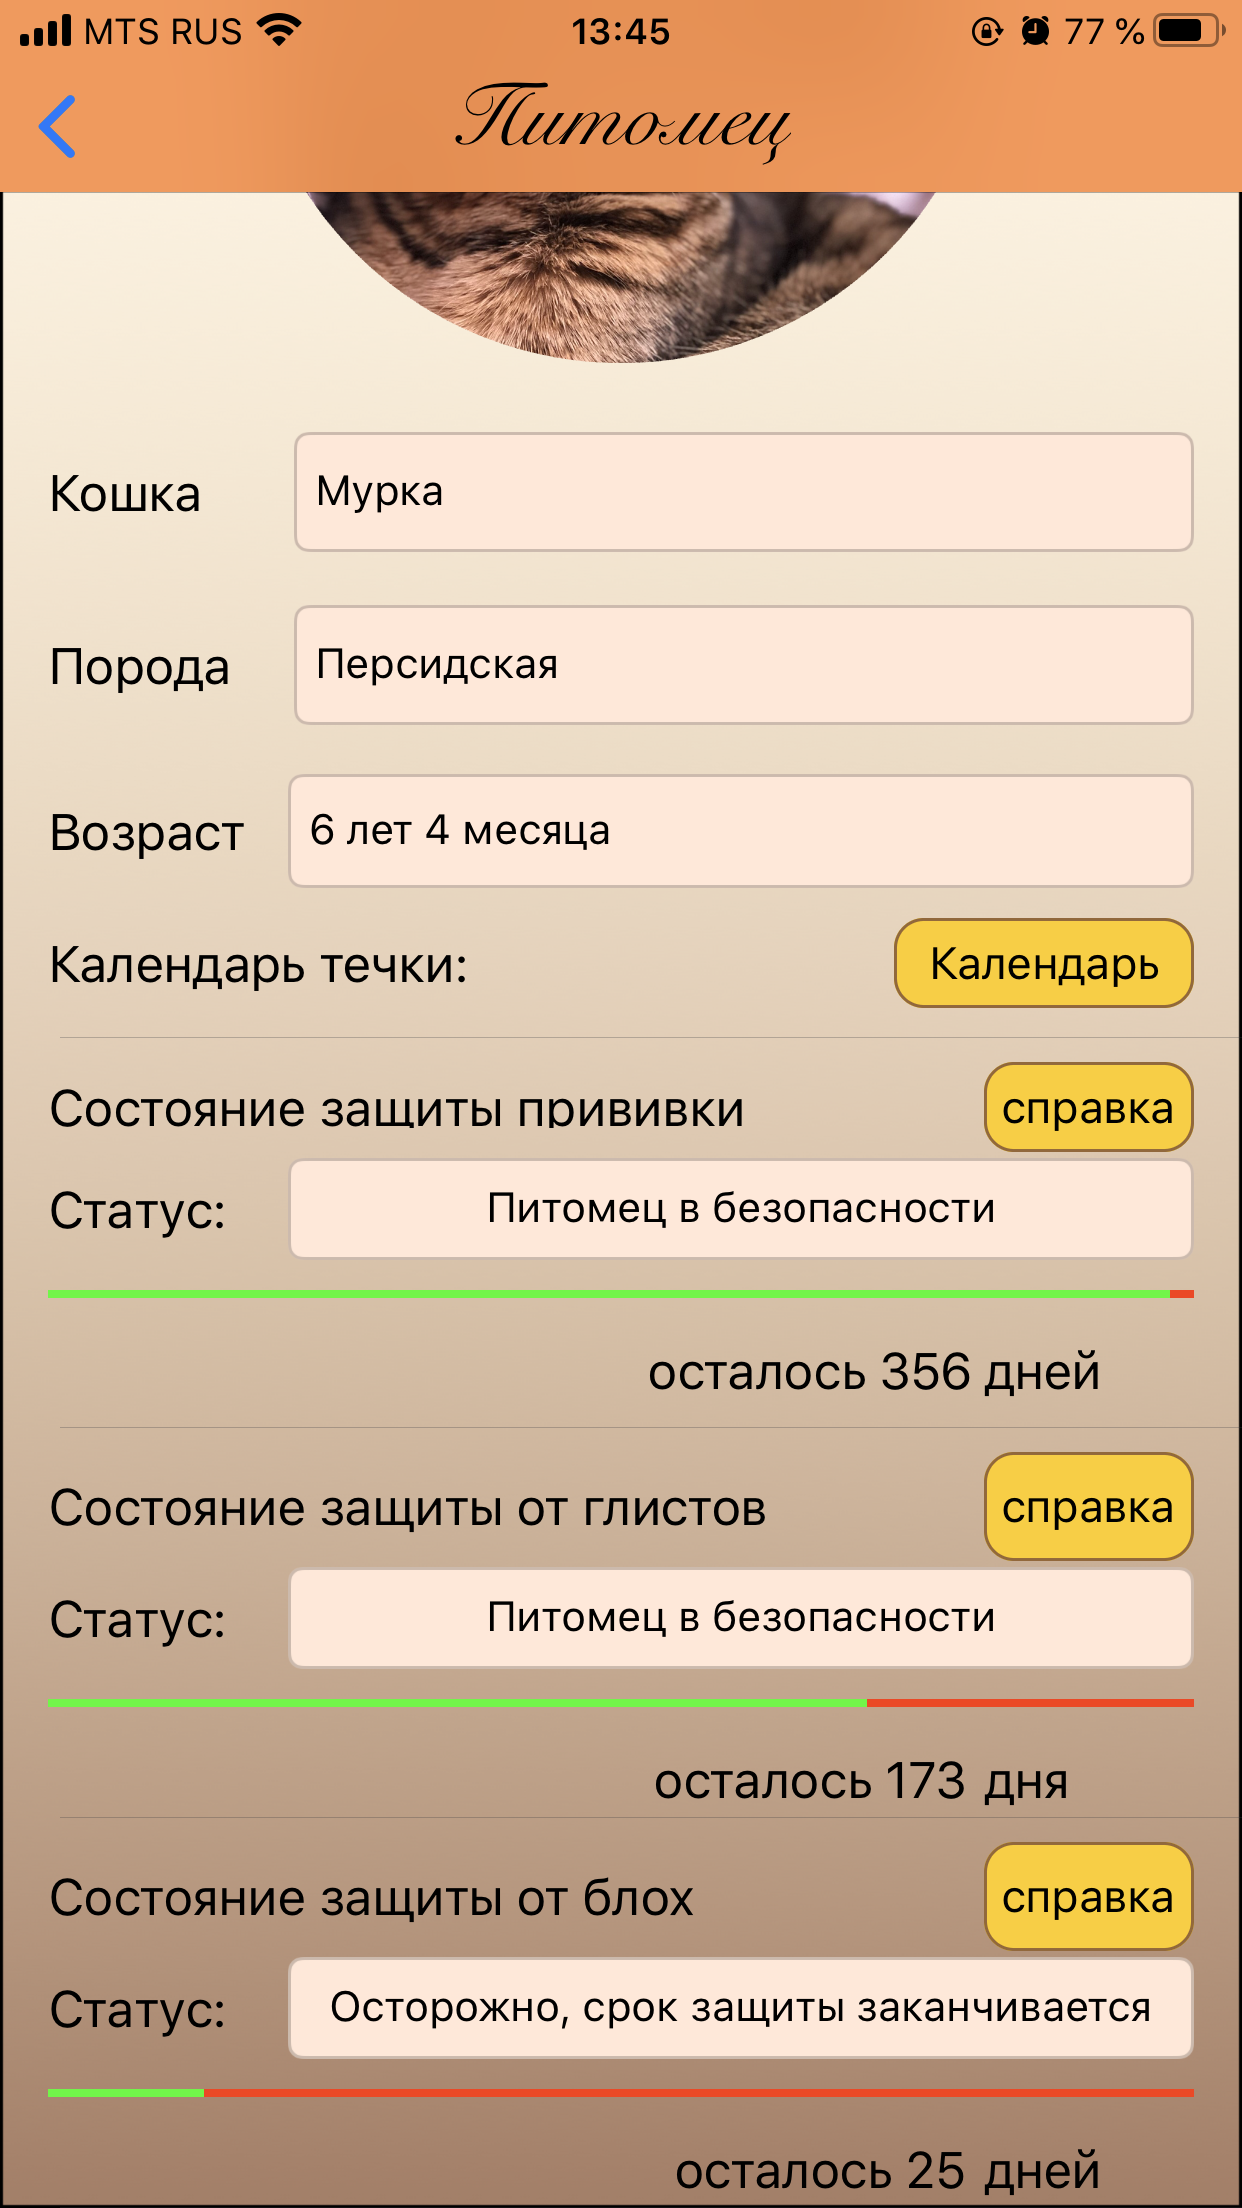 MTS RUS 13:45 77 %
Питомец
Кошка Мурка
Порода Персидская
Возраст 6 лет 4 месяца
Календарь течки: Календарь
Состояние защиты прививки справка
Статус: Питомец в безопасности
осталось 356 дней
Состояние защиты от глистов справка
Статус: Питомец в безопасности
осталось 173 дня
Состояние защиты от блох справка
Статус: Осторожно, срок защиты заканчивается
осталось 25 дней